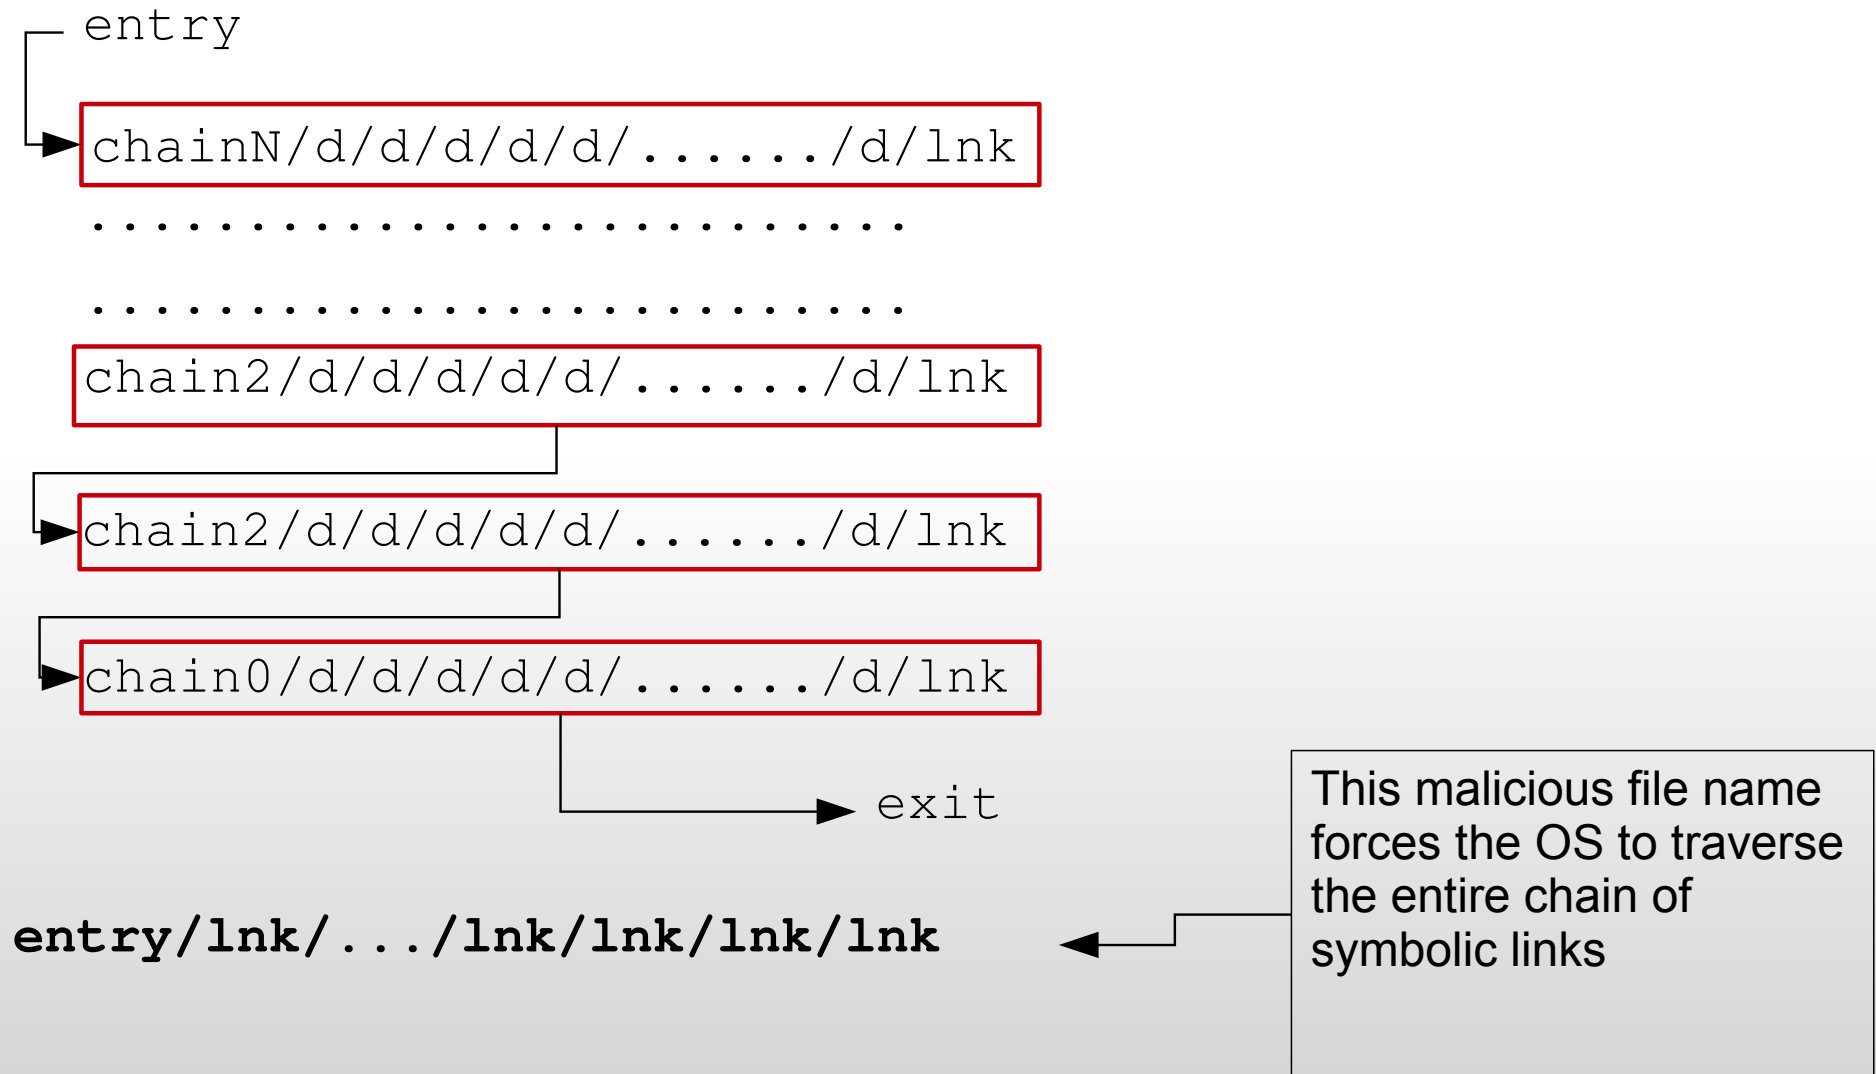 entry
chainN/d/d/d/d/d/....../d/lnk
..........................
..........................
chain2/d/d/d/d/d/....../d/lnk
chain2/d/d/d/d/d/....../d/lnk
chain0/d/d/d/d/d/....../d/lnk
exit
entry/lnk/.../lnk/lnk/lnk/lnk
This malicious file name
forces the OS to traverse
the entire chain of
symbolic links